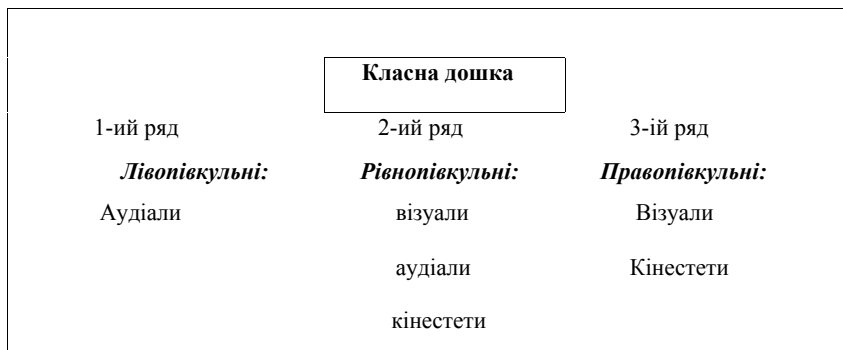 Класна дошка
1-ий ряд 2-ий ряд 3-ій ряд
Лівопівкульні: Рівнопівкульні: Правопівкульні:
Аудіали візуали Візуали
аудіали Кінестети
кінестети